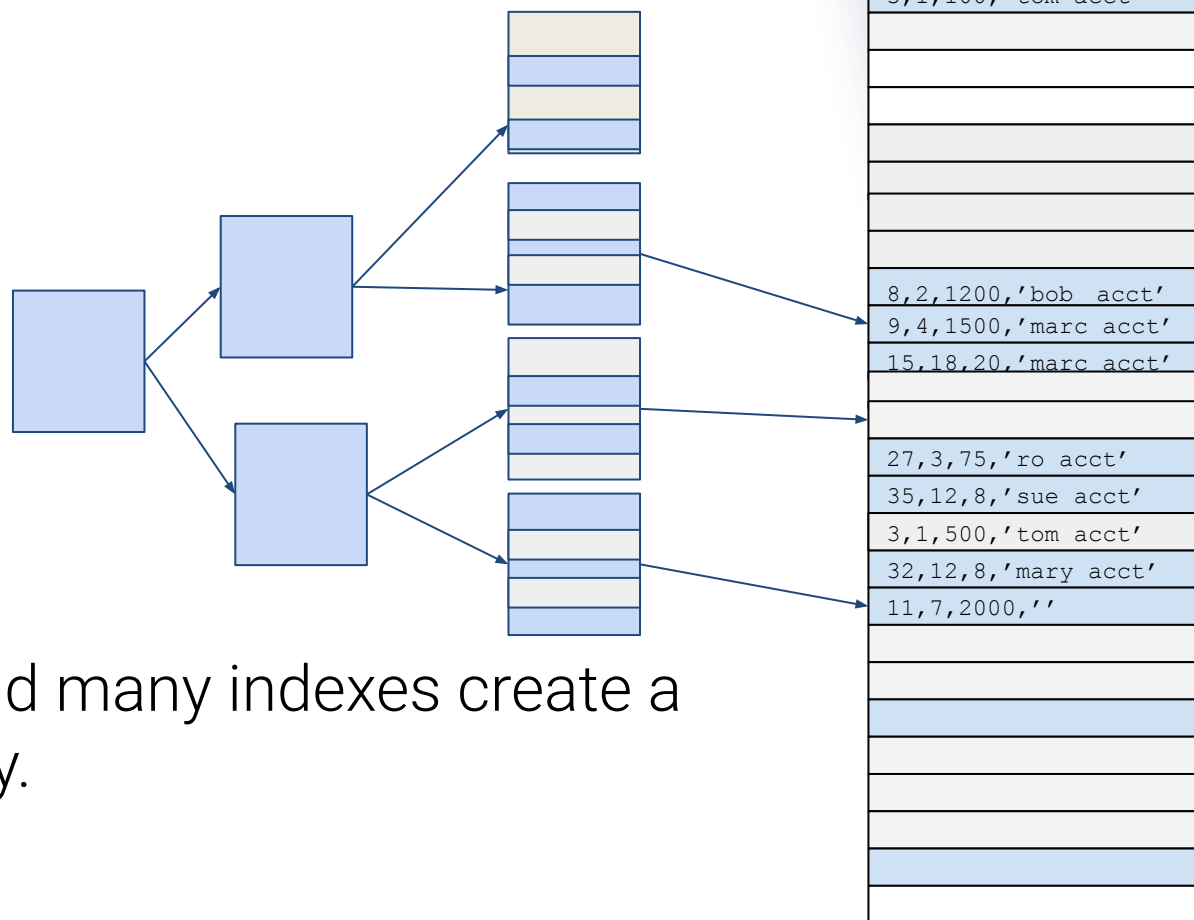 8,2,1200,’bob acct’
9,4,1500,’marc acct’
15,18,20,’marc acct’
27,3,75,’ro acct’
35,12,8,’sue acct’
3,1,500,’tom acct’
32,12,8,’mary acct’
11,7,2000,’’
d many indexes create a
y.